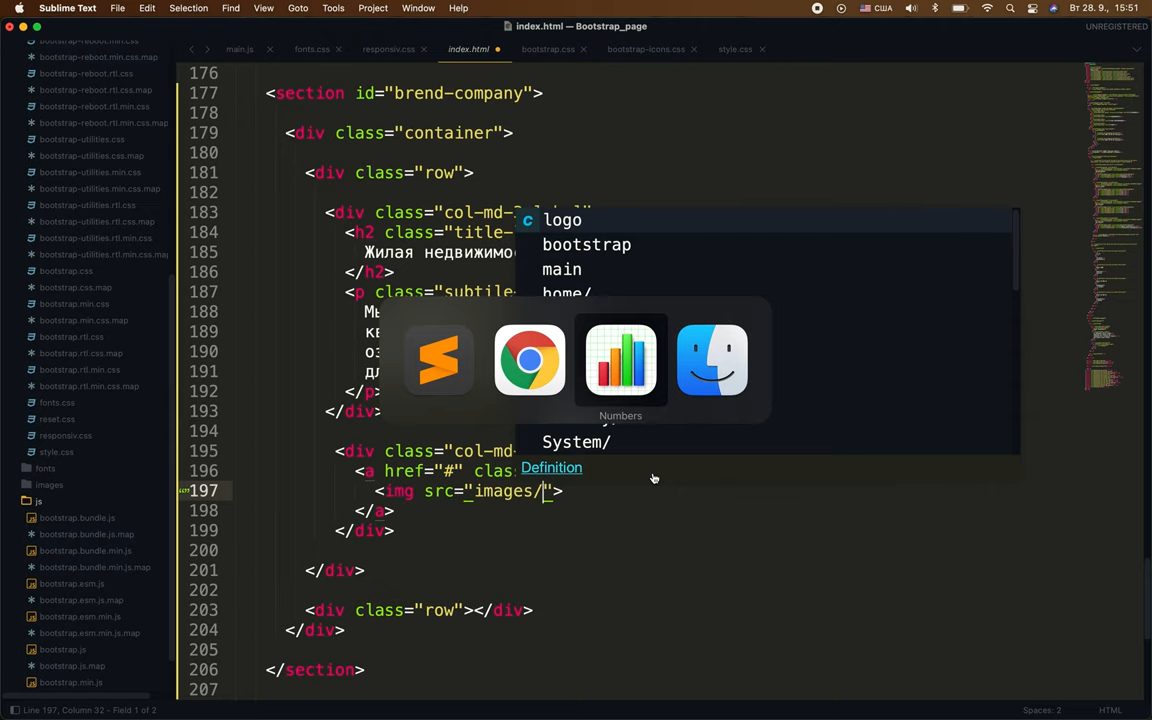 Sublime Text File Edit Selection Find View Goto Tools Project Window Help США Вт 28. 9., 15:51
index.html — Bootstrap_page UNREGISTERED
main.js fonts.css responsiv.css index.html bootstrap.css bootstrap-icons.css style.css
bootstrap-reboot.min.css.map
bootstrap-reboot.rtl.css
bootstrap-reboot.rtl.css.map
bootstrap-reboot.rtl.min.css
bootstrap-reboot.rtl.min.css.map
bootstrap-utilities.css
bootstrap-utilities.css.map
bootstrap-utilities.min.css
bootstrap-utilities.min.css.map
bootstrap-utilities.rtl.css
bootstrap-utilities.rtl.css.map
bootstrap-utilities.rtl.min.css
bootstrap-utilities.rtl.min.css.map
bootstrap.css
bootstrap.css.map
bootstrap.min.css
bootstrap.min.css.map
bootstrap.rtl.css
bootstrap.rtl.css.map
bootstrap.rtl.min.css
bootstrap.rtl.min.css.map
fonts.css
reset.css
responsiv.css
style.css
fonts
images
js
bootstrap.bundle.js
bootstrap.bundle.js.map
bootstrap.bundle.min.js
bootstrap.bundle.min.js.map
bootstrap.esm.js
bootstrap.esm.js.map
bootstrap.esm.min.js
bootstrap.esm.min.js.map
bootstrap.js
bootstrap.js.map
bootstrap.min.js
176
177 <section id="brend-company">
178
179 <div class="container">
180
181 <div class="row">
182
183 <div class="col-md-
184 <h2 class="title-
185 Жилая недвижимо
186 </h2>
187 <p class="subtile-
188 Мы
189 кв
190 оз
191 дл
192 </p>
193 </div>
194
195 <div class="col-md
196 <a href="#" clas
197 <img src="images/">
198 </a>
199 </div>
200
201 </div>
202
203 <div class="row"></div>
204 </div>
205
206 </section>
207
c logo
bootstrap
main
home/
System/
Definition
Numbers
Line 197, Column 32 - Field 1 of 2 Spaces: 2 HTML